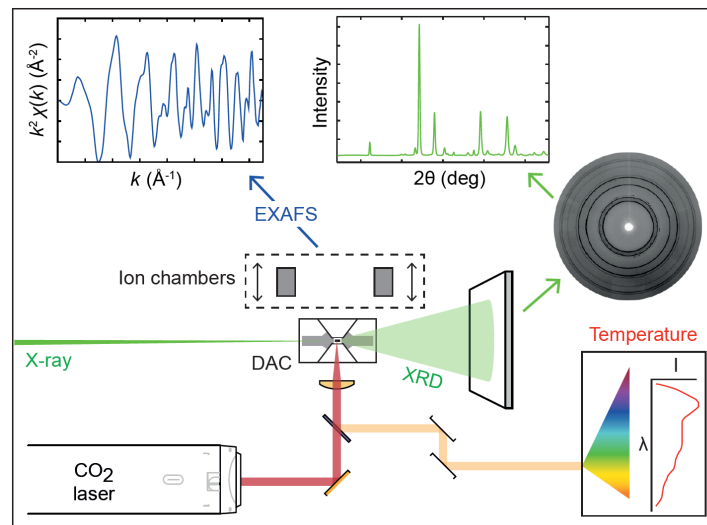 k² χ(k) (Å⁻²)
k (Å⁻¹)
Intensity
2θ (deg)
EXAFS
Ion chambers
X-ray
DAC
XRD
Temperature
I
λ
CO₂
laser